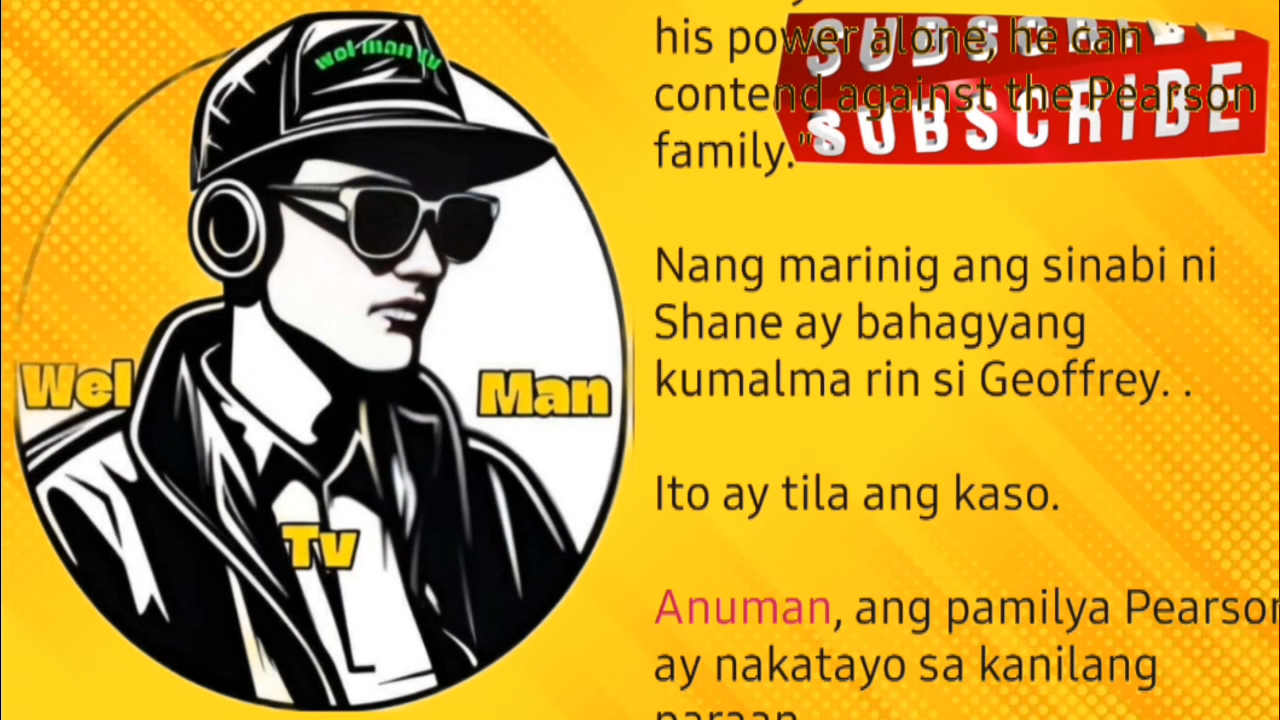 wel man tv
Wel
Man
Tv
SUBSCRIBE
SUBSCRIBE
his power alone, he can
contend against the Pearson
family."
Nang marinig ang sinabi ni
Shane ay bahagyang
kumalma rin si Geoffrey. .
Ito ay tila ang kaso.
Anuman, ang pamilya Pearson
ay nakatayo sa kanilang